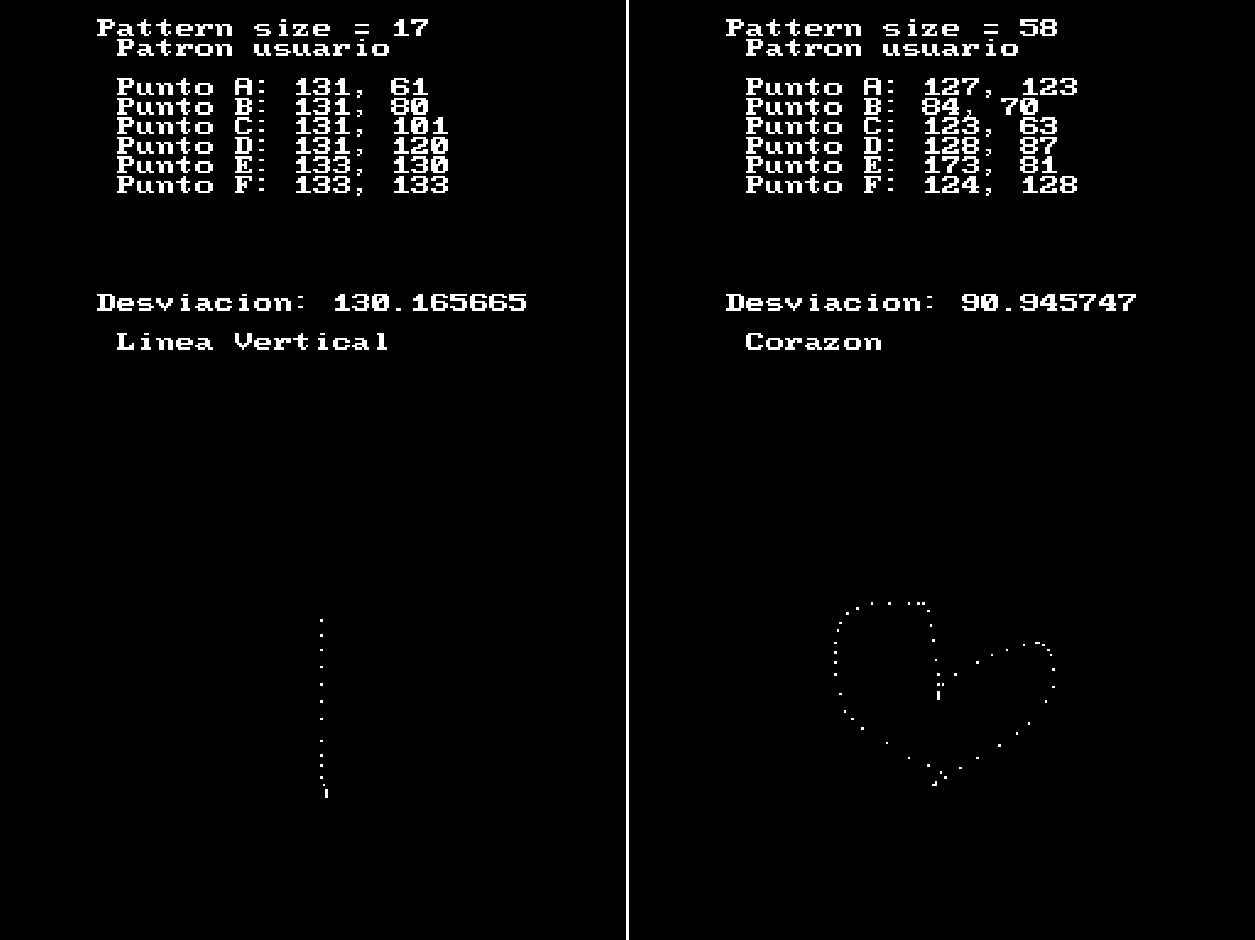 Pattern size = 17
Patron usuario
Punto A: 131, 61
Punto B: 131, 80
Punto C: 131, 101
Punto D: 131, 120
Punto E: 133, 130
Punto F: 133, 133
Desviacion: 130.165665
Linea Vertical
Pattern size = 58
Patron usuario
Punto A: 127, 123
Punto B: 84, 70
Punto C: 123, 63
Punto D: 128, 87
Punto E: 173, 81
Punto F: 124, 128
Desviacion: 90.945747
Corazon